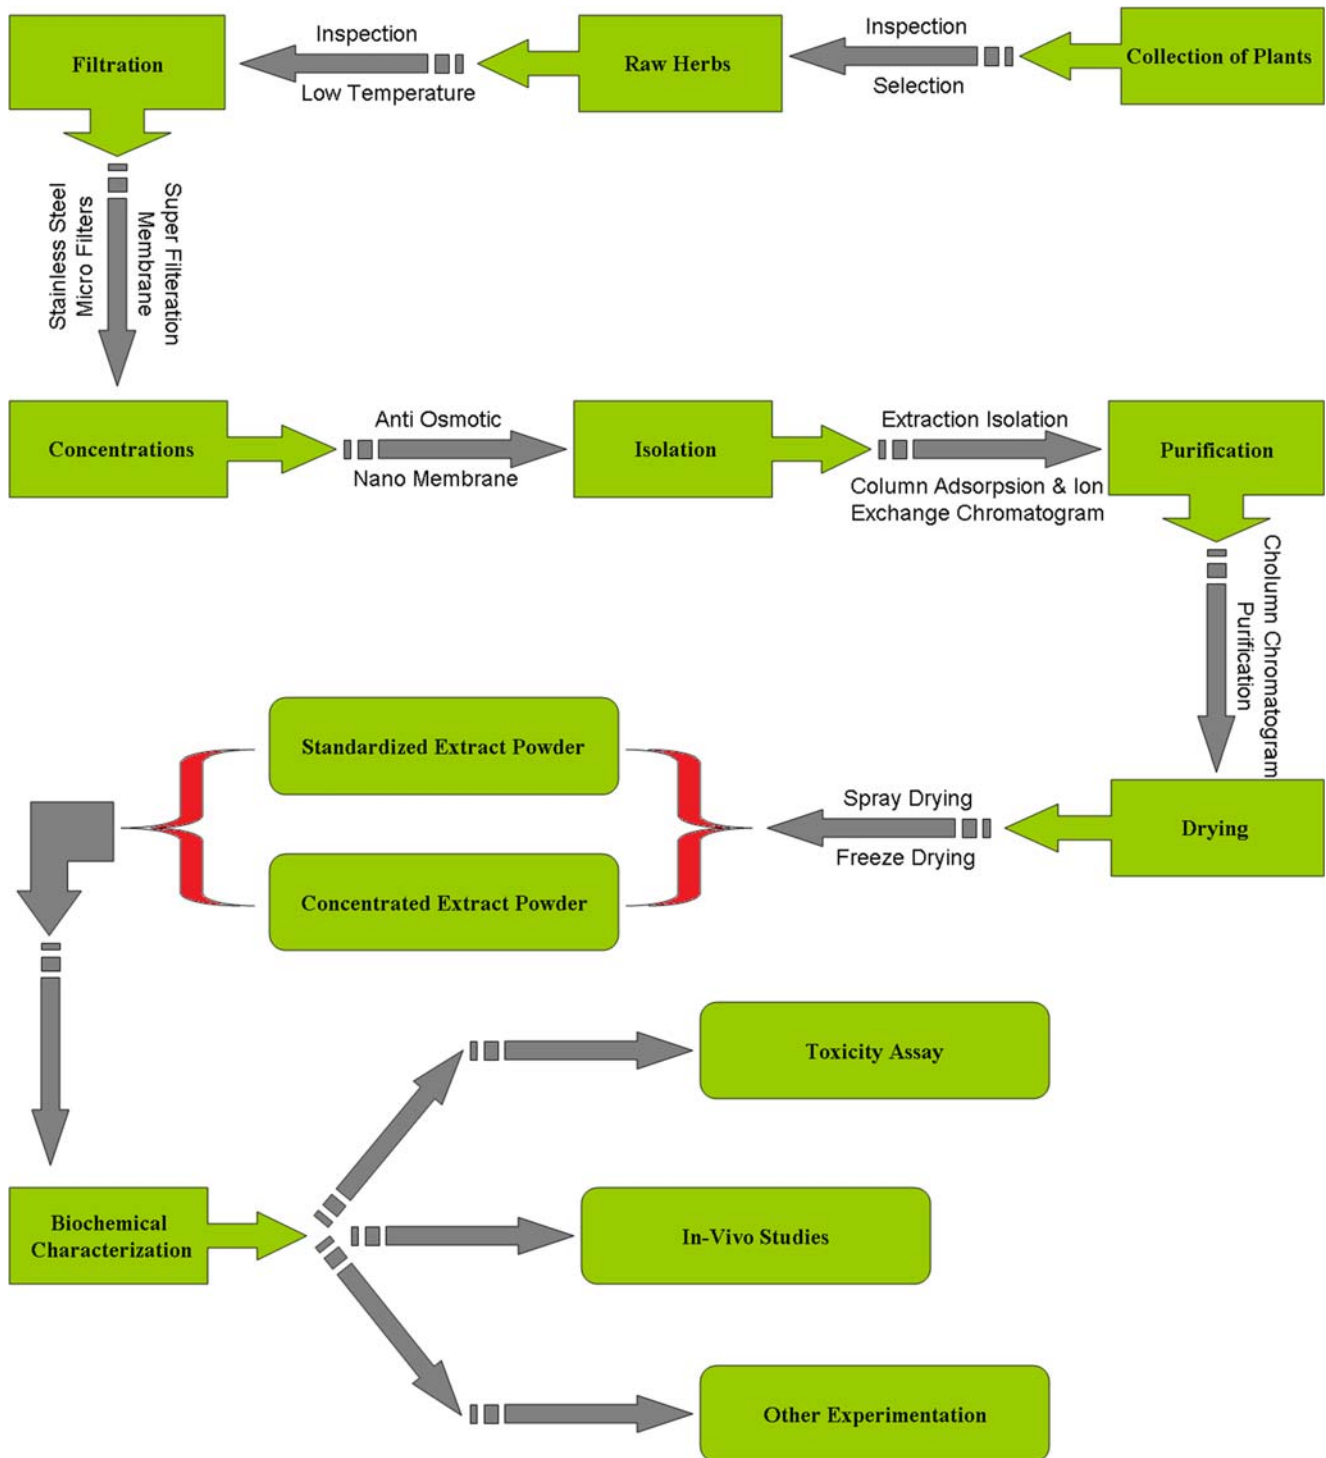 Collection of Plants
Inspection
Selection
Raw Herbs
Inspection
Low Temperature
Filtration
Super Filteration
Membrane
Stainless Steel
Micro Filters
Concentrations
Anti Osmotic
Nano Membrane
Isolation
Extraction Isolation
Column Adsorpsion & Ion
Exchange Chromatogram
Purification
Cholumn Chromatogram
Purification
Drying
Spray Drying
Freeze Drying
Standardized Extract Powder
Concentrated Extract Powder
Biochemical
Characterization
Toxicity Assay
In-Vivo Studies
Other Experimentation